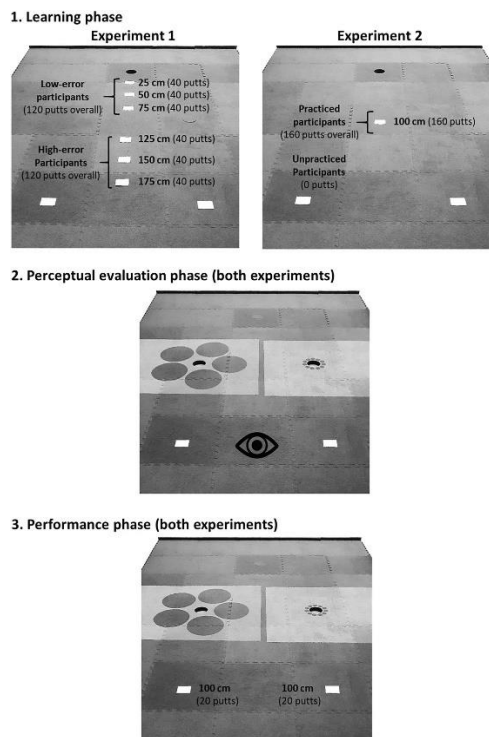 1. Learning phase
Experiment 1
Low-error
participants
(120 putts overall)
25 cm (40 putts)
50 cm (40 putts)
75 cm (40 putts)
High-error
Participants
(120 putts overall)
125 cm (40 putts)
150 cm (40 putts)
175 cm (40 putts)
Experiment 2
Practiced
participants
(160 putts overall)
100 cm (160 putts)
Unpracticed
Participants
(0 putts)
2. Perceptual evaluation phase (both experiments)
3. Performance phase (both experiments)
100 cm
(20 putts)
100 cm
(20 putts)